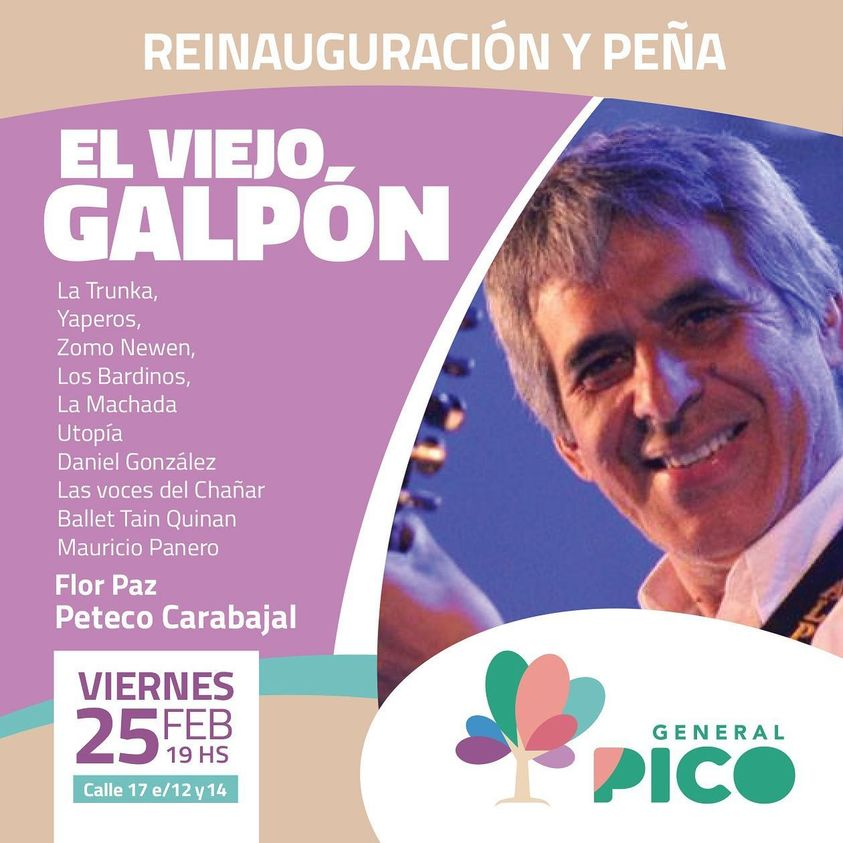 REINAUGURACIÓN Y PEÑA
EL VIEJO
GALPÓN
La Trunka,
Yaperos,
Zomo Newen,
Los Bardinos,
La Machada
Utopía
Daniel González
Las voces del Chañar
Ballet Tain Quinan
Mauricio Panero
Flor Paz
Peteco Carabajal
VIERNES
25 FEB
19 HS
Calle 17 e/12 y 14
GENERAL
PICO